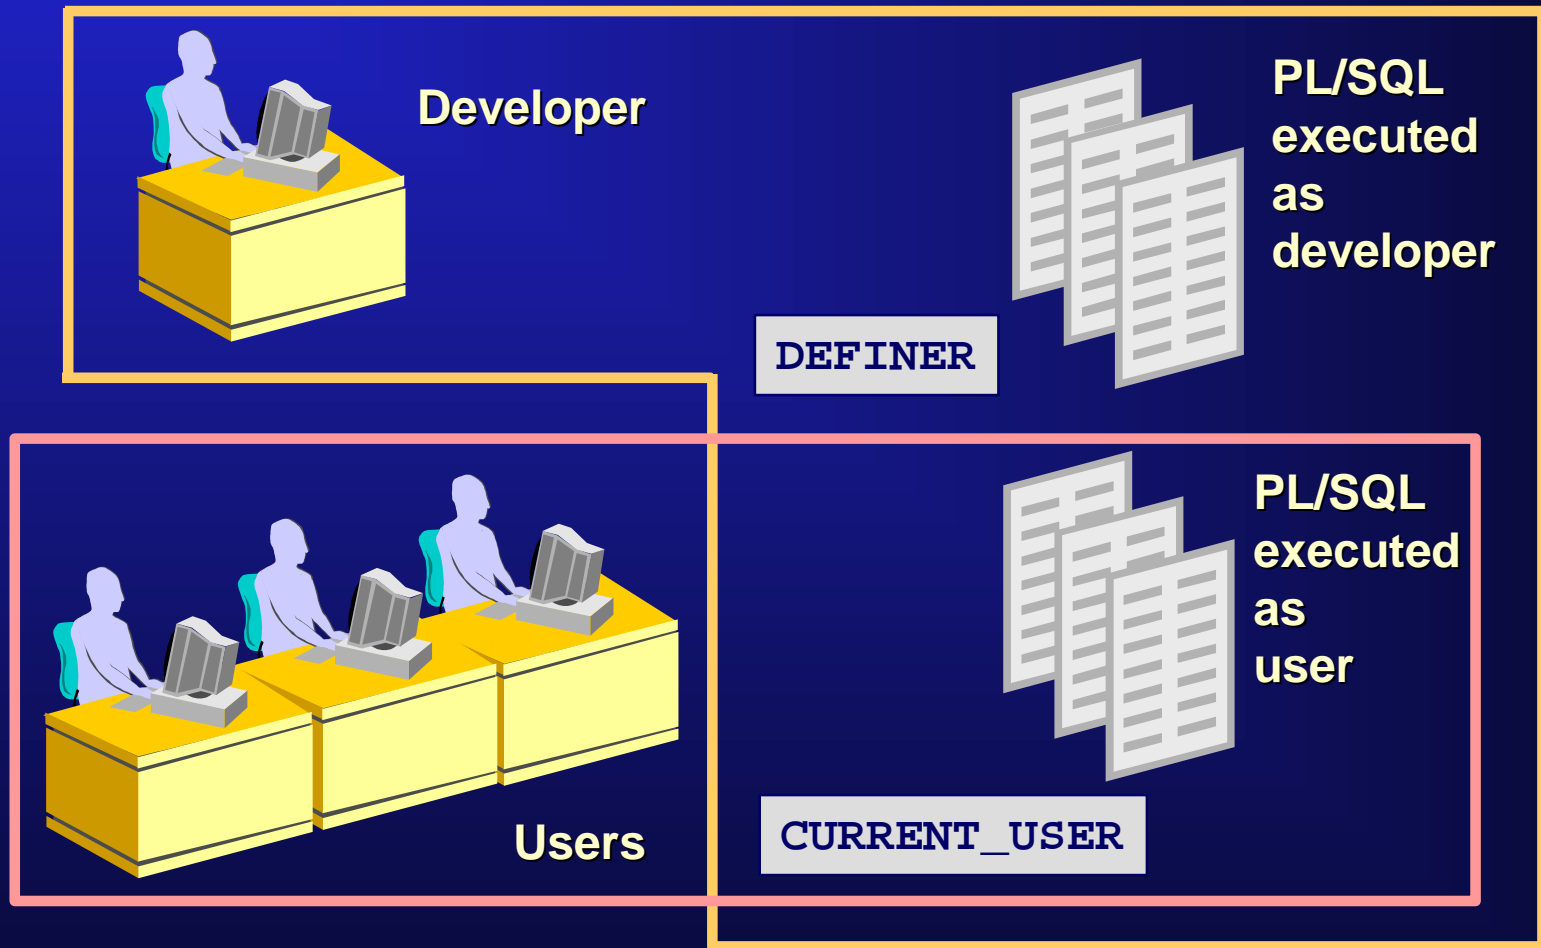 Developer
PL/SQL
executed
as
developer
DEFINER
PL/SQL
executed
as
user
Users
CURRENT_USER